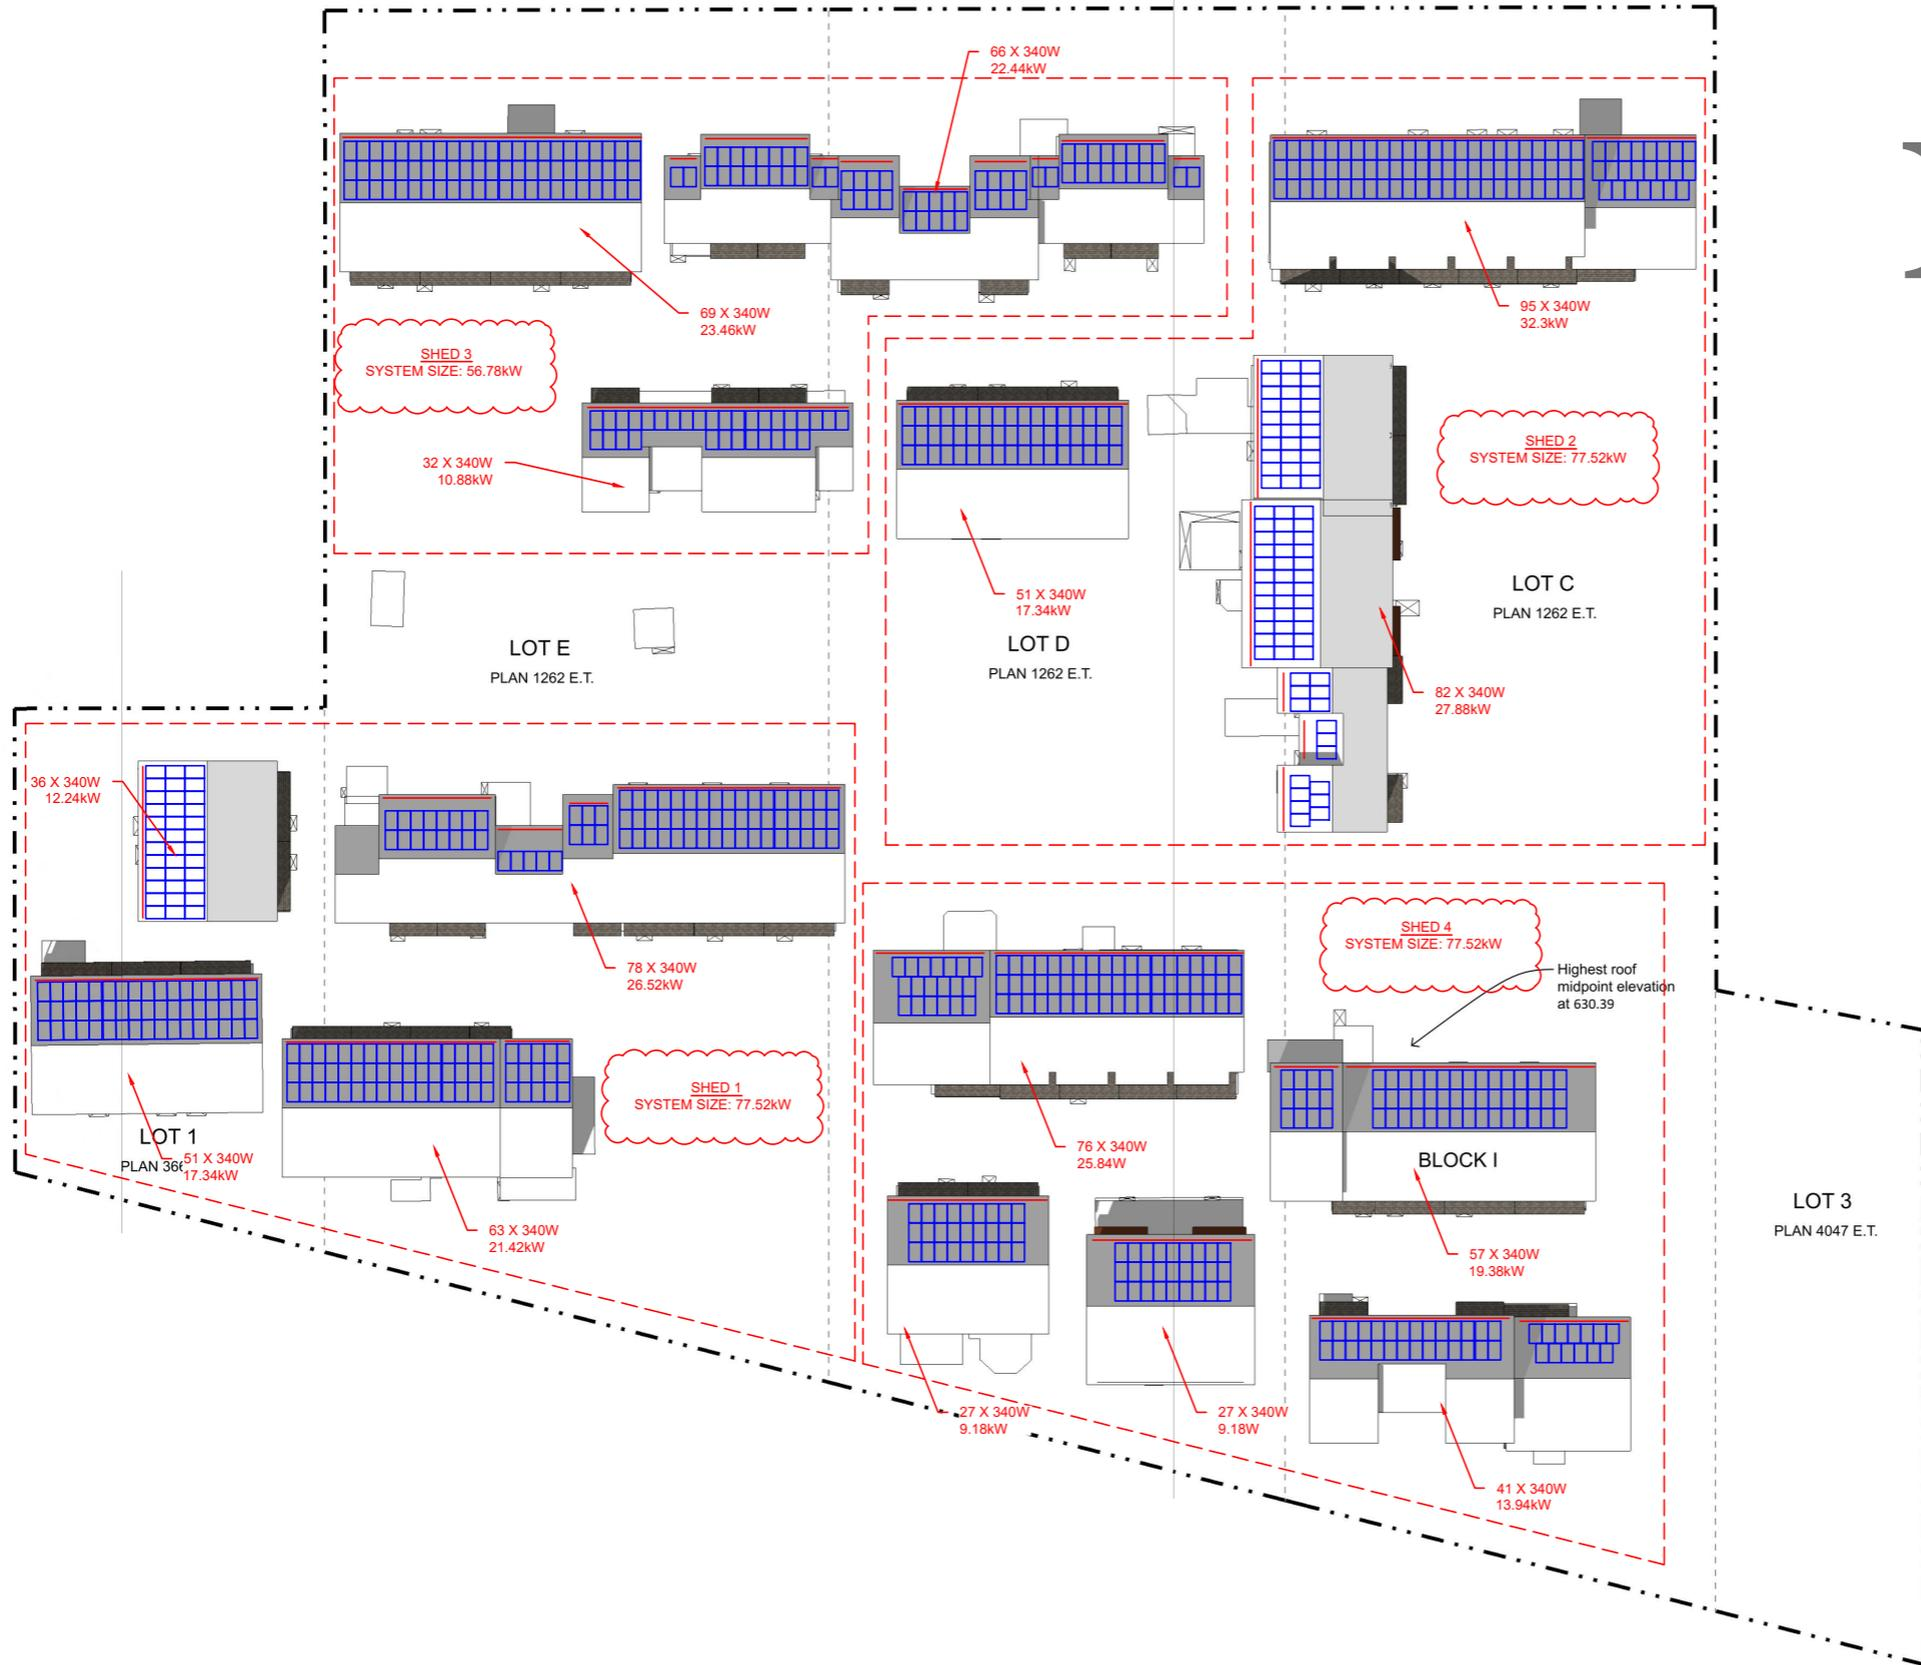 66 X 340W
22.44kW
69 X 340W
23.46kW
95 X 340W
32.3kW
SHED 3
SYSTEM SIZE: 56.78kW
SHED 2
SYSTEM SIZE: 77.52kW
32 X 340W
10.88kW
51 X 340W
17.34kW
LOT C
PLAN 1262 E.T.
LOT E
PLAN 1262 E.T.
LOT D
PLAN 1262 E.T.
82 X 340W
27.88kW
36 X 340W
12.24kW
78 X 340W
26.52kW
SHED 4
SYSTEM SIZE: 77.52kW
Highest roof
midpoint elevation
at 630.39
SHED 1
SYSTEM SIZE: 77.52kW
LOT 1
PLAN 366
51 X 340W
17.34kW
76 X 340W
25.84kW
BLOCK I
LOT 3
PLAN 4047 E.T.
63 X 340W
21.42kW
57 X 340W
19.38kW
27 X 340W
9.18kW
27 X 340W
9.18W
41 X 340W
13.94kW